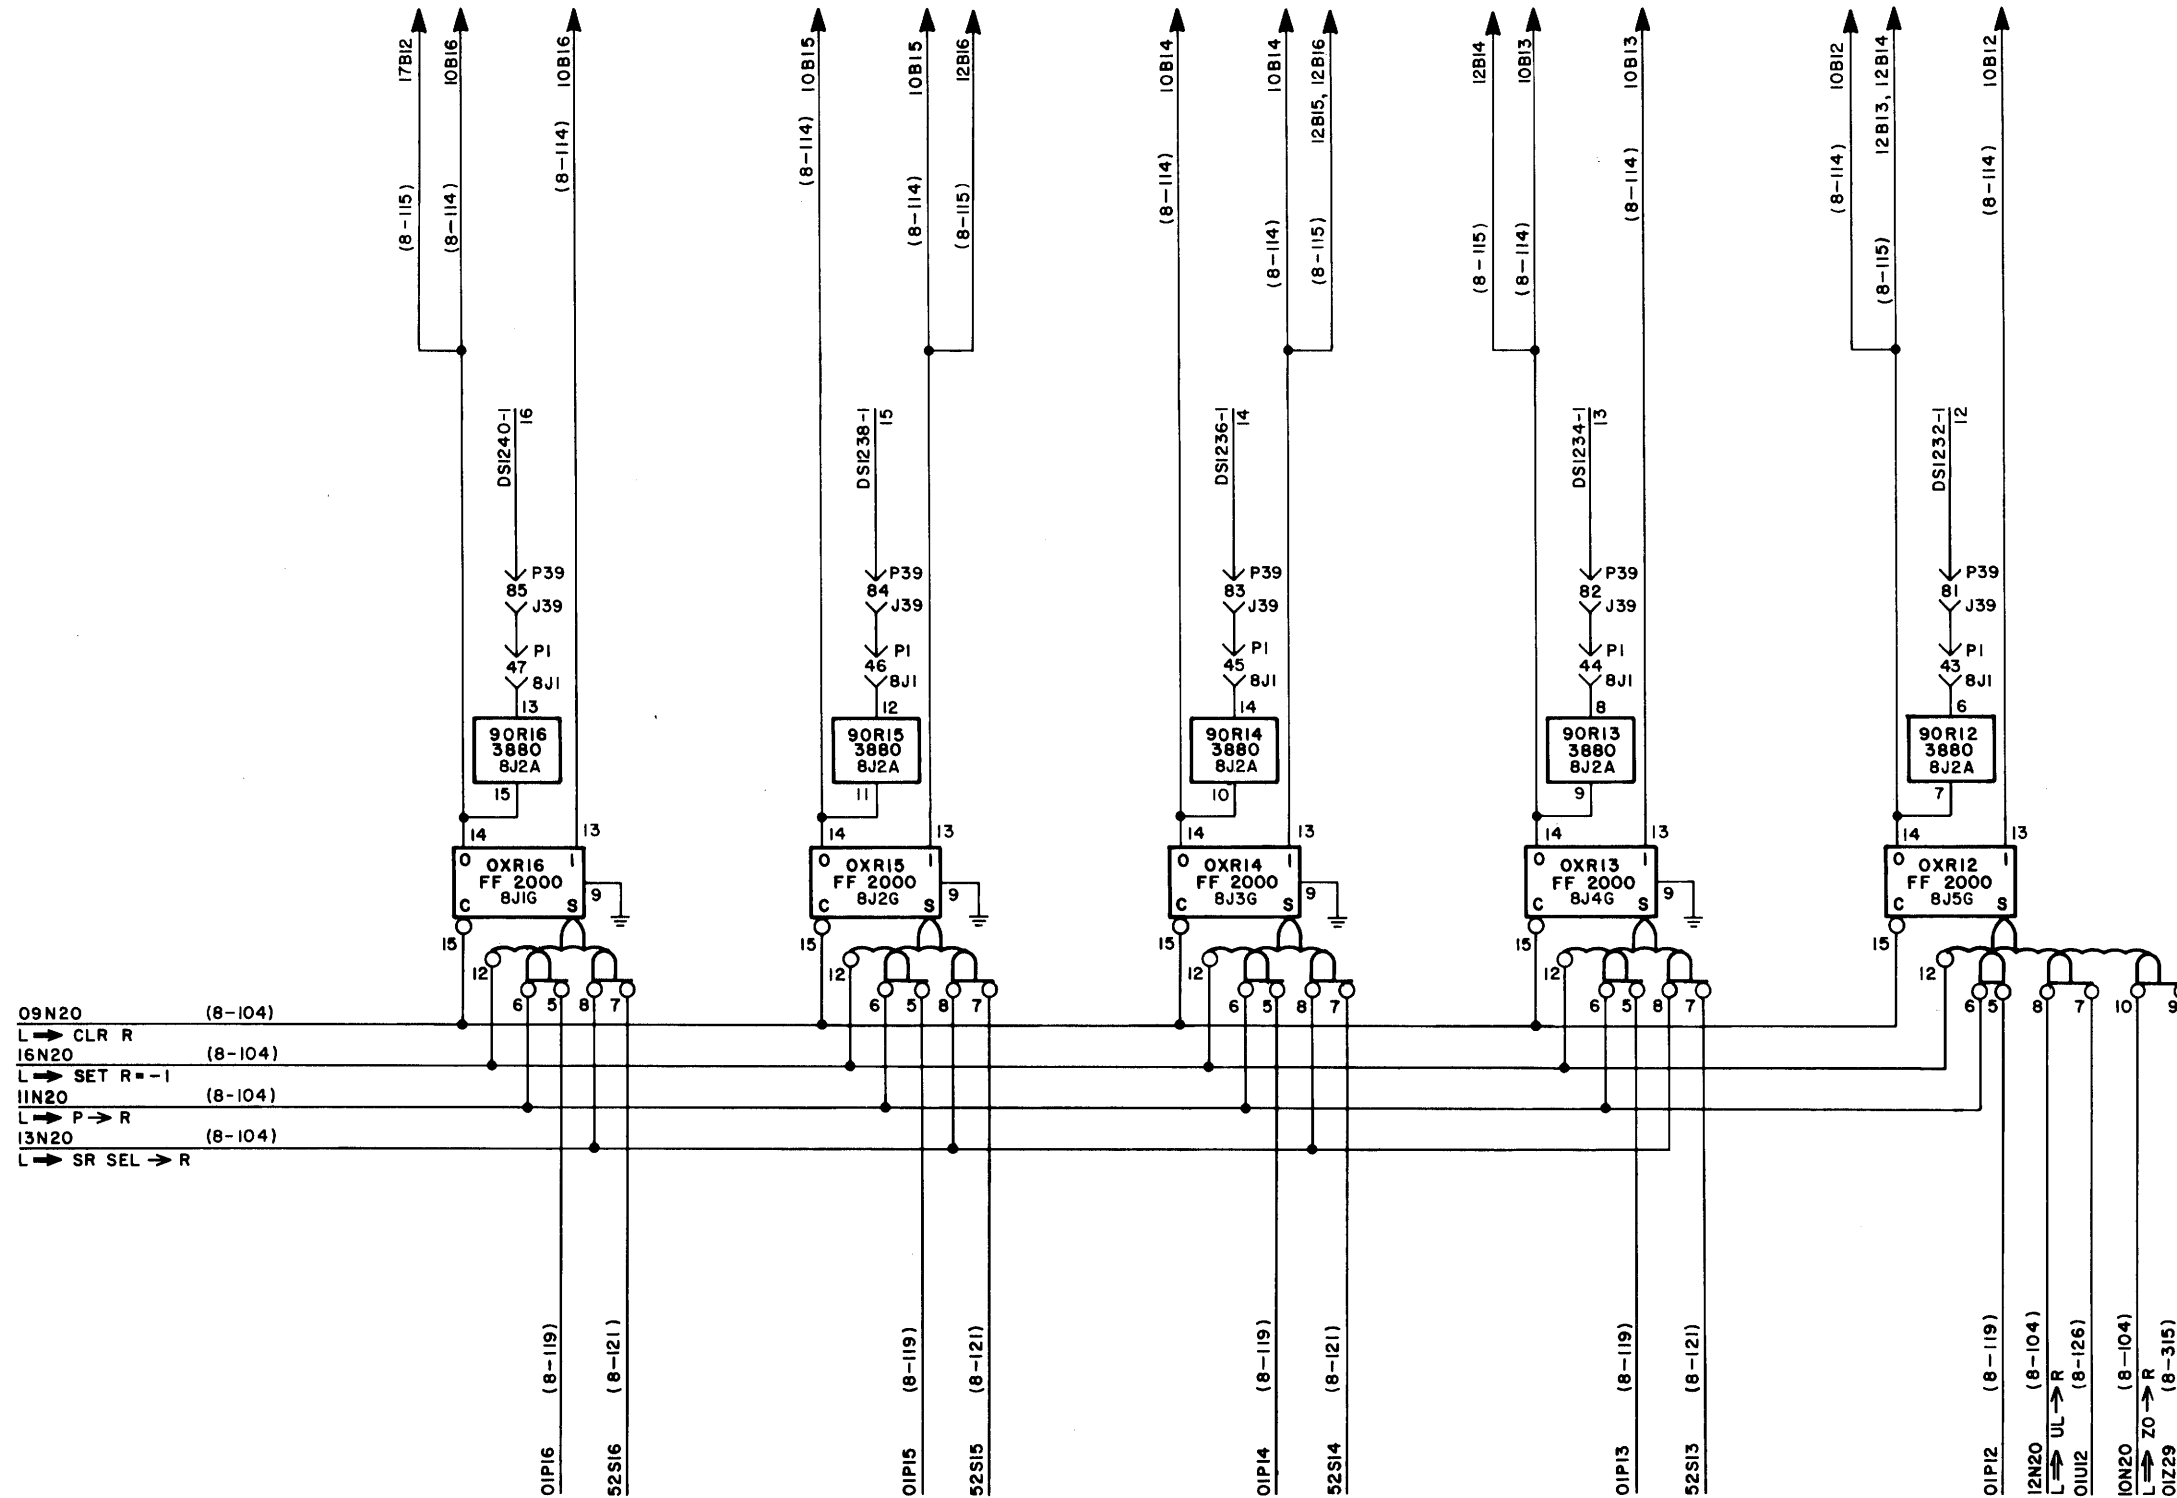 17B12
10B16
10B16
10B15
10B15
12B16
10B14
10B14
12B15, 12B16
12B14
10B13
10B13
10B12
12B13, 12B14
10B12
(8-115)
(8-114)
(8-114)
(8-114)
(8-114)
(8-115)
(8-114)
(8-114)
(8-115)
(8-115)
(8-114)
(8-114)
(8-114)
(8-115)
(8-114)
DS1240-1
16
DS1238-1
15
DS1236-1
14
DS1234-1
13
DS1232-1
12
P39
85
J39
P1
47
8J1
13
90R16
3880
8J2A
15
P39
84
J39
P1
46
8J1
12
90R15
3880
8J2A
11
P39
83
J39
P1
45
8J1
14
90R14
3880
8J2A
10
P39
82
J39
P1
44
8J1
8
90R13
3880
8J2A
9
P39
81
J39
P1
43
8J1
6
90R12
3880
8J2A
7
14 13
0 0XR16 1
FF 2000
8J1G
C S
9
15
12
6 5 8 7
14 13
0 0XR15 1
FF 2000
8J2G
C S
9
15
12
6 5 8 7
14 13
0 0XR14 1
FF 2000
8J3G
C S
9
15
12
6 5 8 7
14 13
0 0XR13 1
FF 2000
8J4G
C S
9
15
12
6 5 8 7
14 13
0 0XR12 1
FF 2000
8J5G
C S
15
12
6 5 8 7 10 9
09N20 (8-104)
L ⇒ CLR R
16N20 (8-104)
L ⇒ SET R=-1
11N20 (8-104)
L ⇒ P → R
13N20 (8-104)
L ⇒ SR SEL → R
01P16 (8-119)
52S16 (8-121)
01P15 (8-119)
52S15 (8-121)
01P14 (8-119)
52S14 (8-121)
01P13 (8-119)
52S13 (8-121)
01P12 (8-119)
12N20 (8-104)
L ⇒ UL → R
01U12 (8-126)
10N20 (8-104)
L ⇒ Z0 → R
01Z29 (8-315)